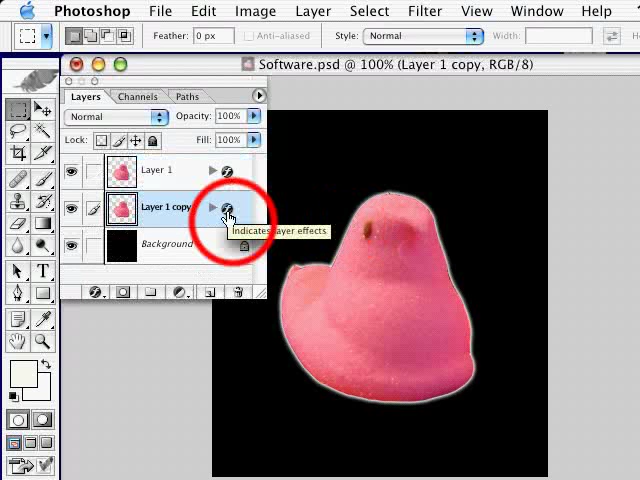 Photoshop File Edit Image Layer Select Filter View Window Help
Feather: 0 px Anti-aliased Style: Normal Width: He
Software.psd @ 100% (Layer 1 copy, RGB/8)
Layers Channels Paths
Normal Opacity: 100%
Lock: Fill: 100%
Layer 1
Layer 1 copy
Indicates layer effects
Background
T